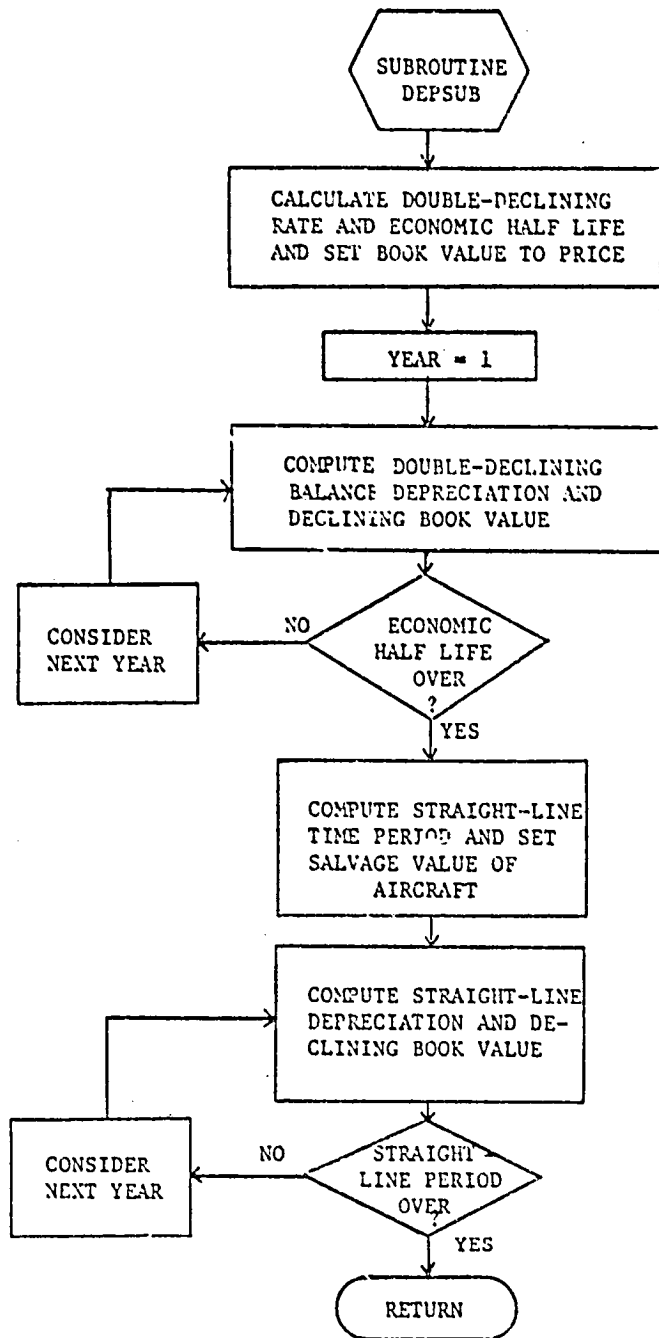 SUBROUTINE
DEPSUB
CALCULATE DOUBLE-DECLINING
RATE AND ECONOMIC HALF LIFE
AND SET BOOK VALUE TO PRICE
YEAR = 1
COMPUTE DOUBLE-DECLINING
BALANCE DEPRECIATION AND
DECLINING BOOK VALUE
CONSIDER
NEXT YEAR
NO
ECONOMIC
HALF LIFE
OVER
?
YES
COMPUTE STRAIGHT-LINE
TIME PERIOD AND SET
SALVAGE VALUE OF
AIRCRAFT
COMPUTE STRAIGHT-LINE
DEPRECIATION AND DE-
CLINING BOOK VALUE
CONSIDER
NEXT YEAR
NO
STRAIGHT-
LINE PERIOD
OVER
?
YES
RETURN